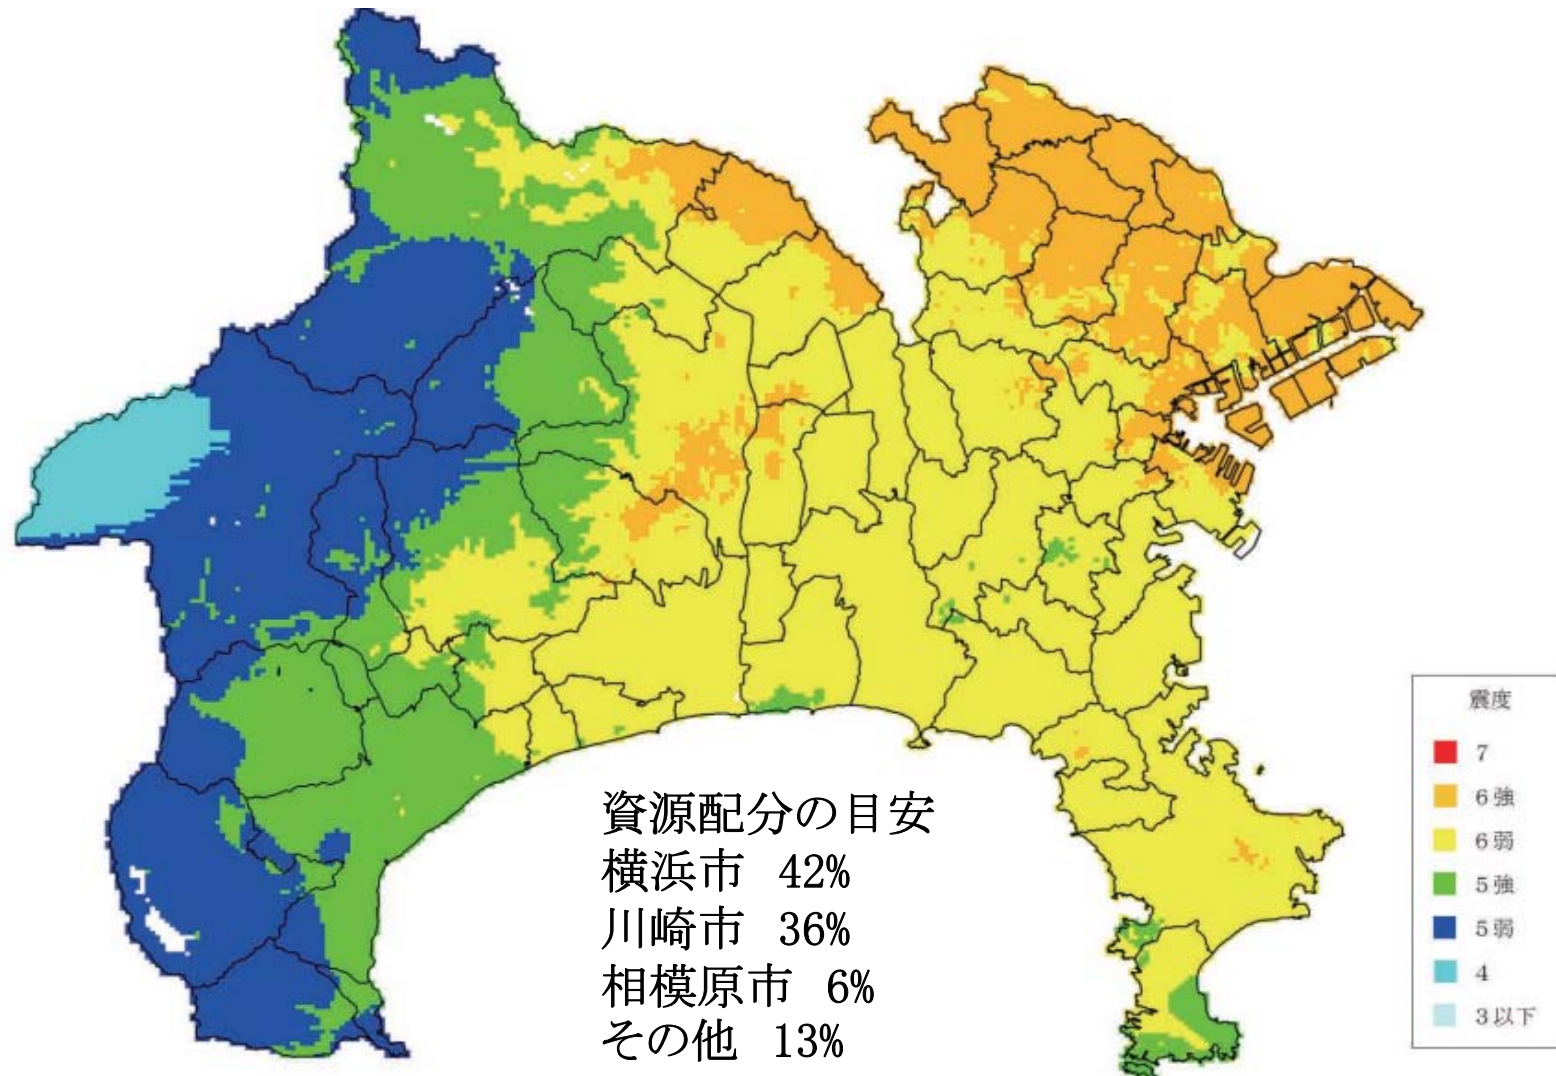 資源配分の目安
横浜市 42%
川崎市 36%
相模原市 6%
その他 13%
震度
7
6強
6弱
5強
5弱
4
3以下